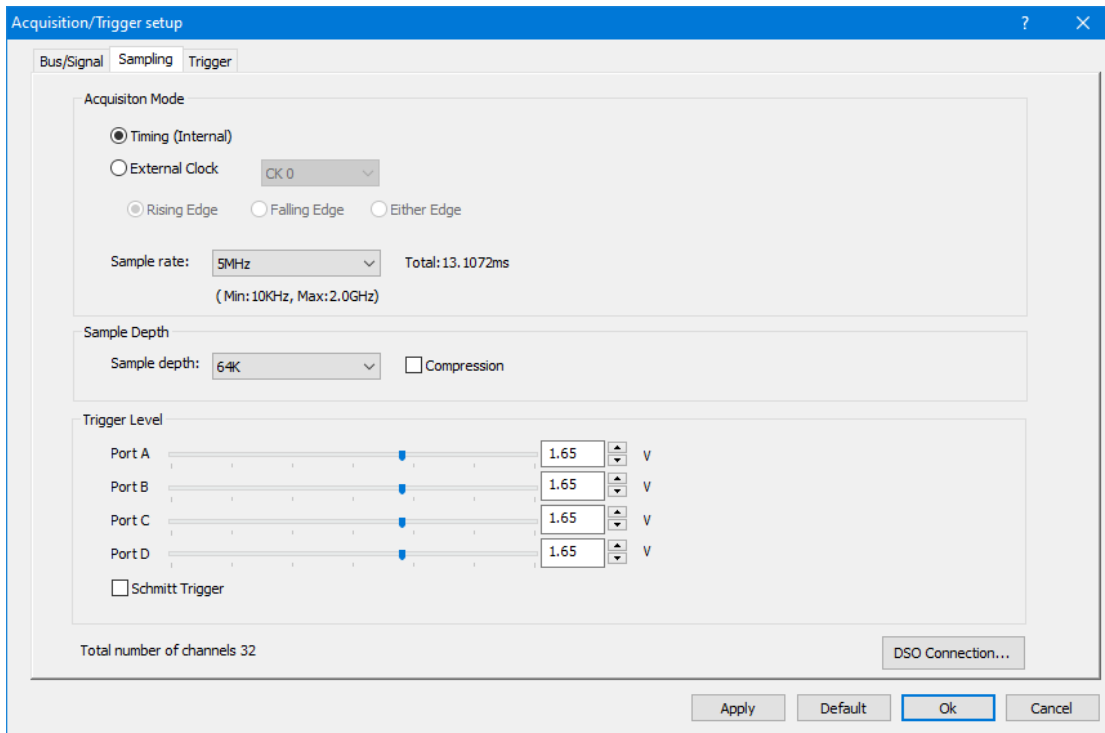 Acquisition/Trigger setup ? ✕
Bus/Signal Sampling Trigger
Acquisiton Mode
Timing (Internal)
External Clock CK 0
Rising Edge Falling Edge Either Edge
Sample rate: 5MHz Total:13.1072ms
( Min:10KHz, Max:2.0GHz)
Sample Depth
Sample depth: 64K Compression
Trigger Level
Port A 1.65 V
Port B 1.65 V
Port C 1.65 V
Port D 1.65 V
Schmitt Trigger
Total number of channels 32 DSO Connection...
Apply Default Ok Cancel